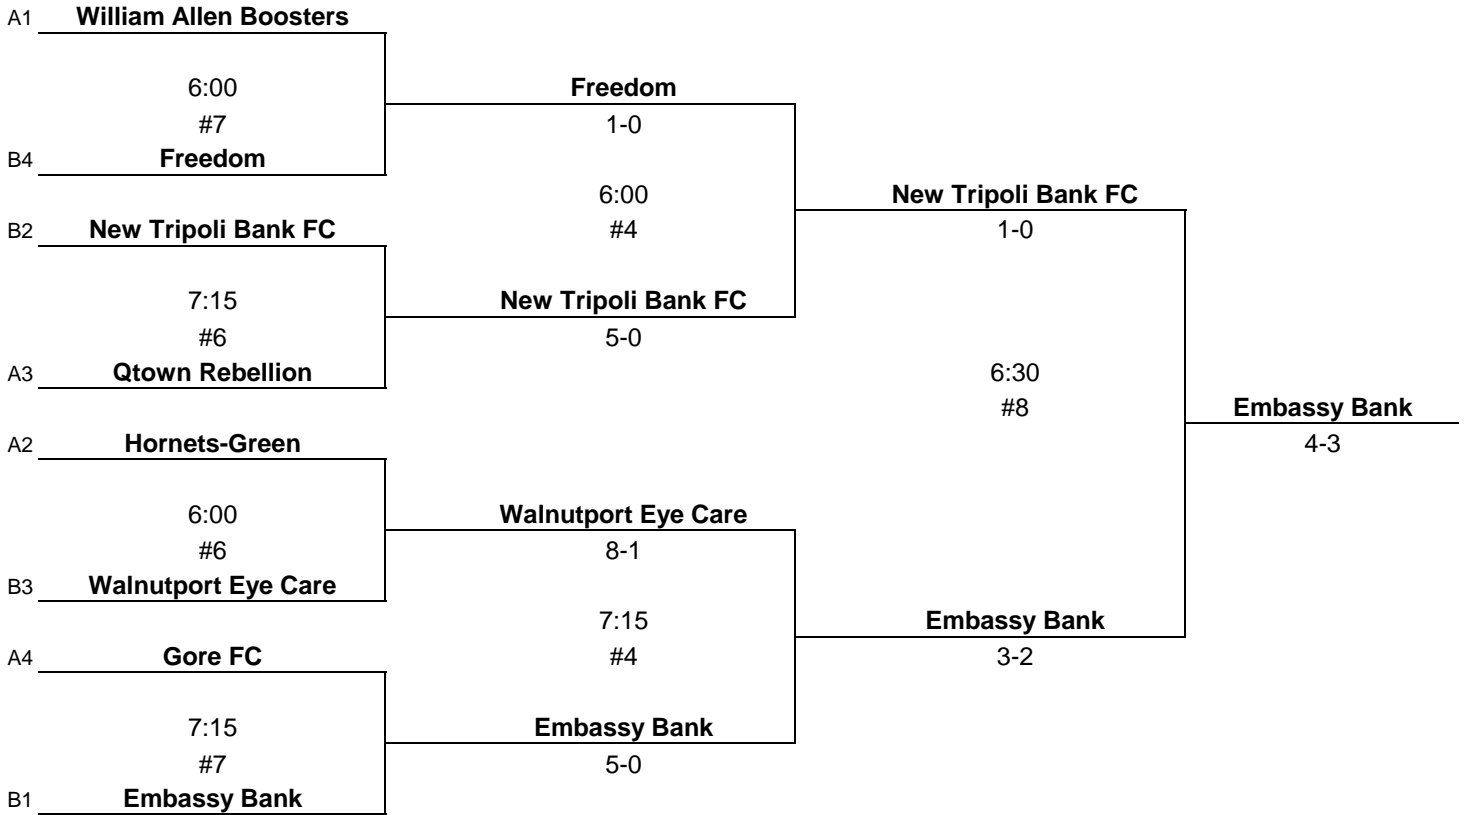 A1 William Allen Boosters
6:00 Freedom
#7 1-0
B4 Freedom
6:00 New Tripoli Bank FC
B2 New Tripoli Bank FC #4 1-0
7:15 New Tripoli Bank FC
#6 5-0
A3 Qtown Rebellion 6:30
#8 Embassy Bank
A2 Hornets-Green 4-3
6:00 Walnutport Eye Care
#6 8-1
B3 Walnutport Eye Care
7:15 Embassy Bank
A4 Gore FC #4 3-2
7:15 Embassy Bank
#7 5-0
B1 Embassy Bank